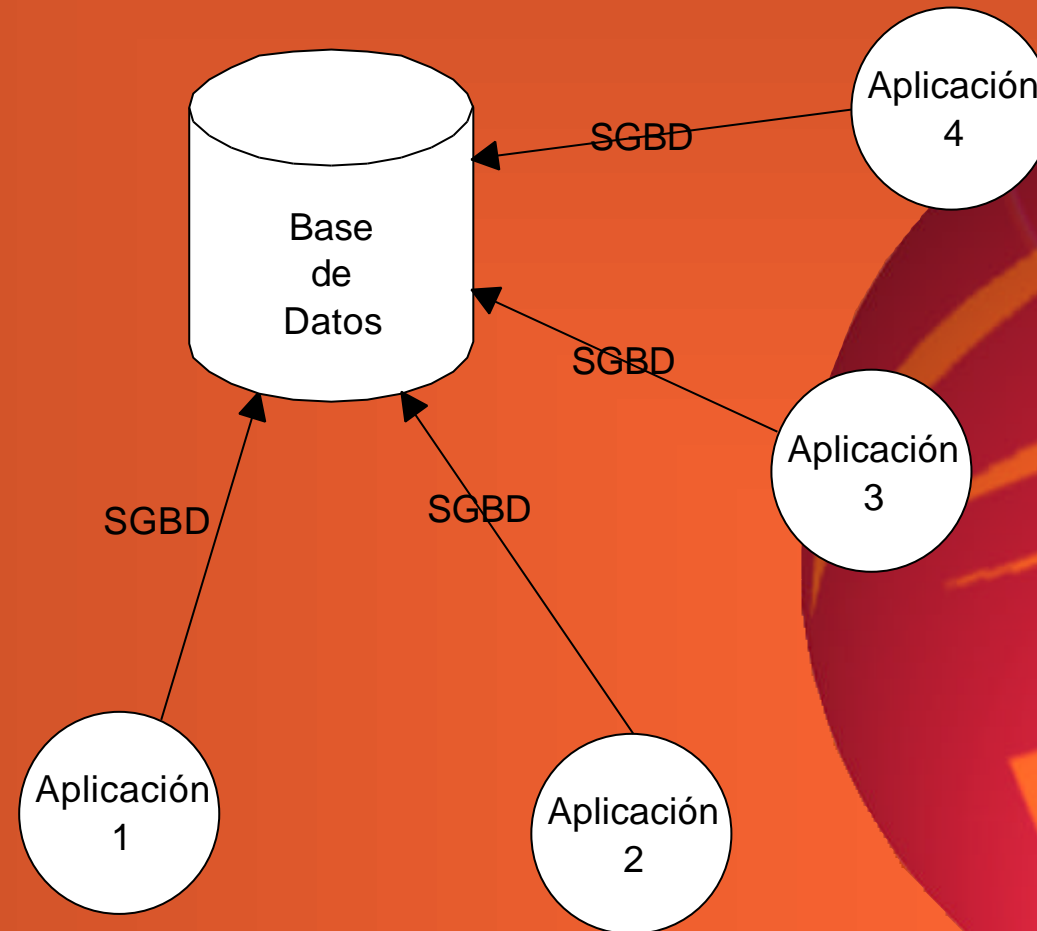 Aplicación
4
SGBD
Base
de
Datos
SGBD
Aplicación
3
SGBD
SGBD
Aplicación
1
Aplicación
2